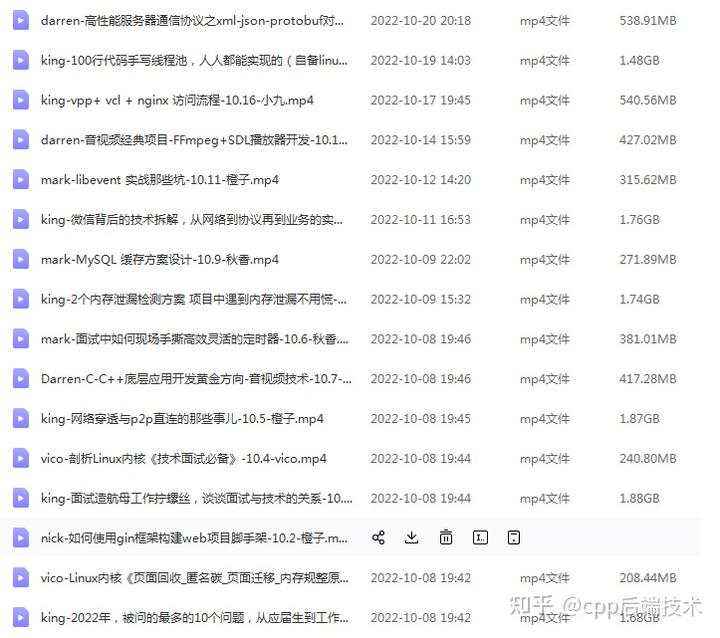 darren-高性能服务器通信协议之xml-json-protobuf对... 2022-10-20 20:18 mp4文件 538.91MB
king-100行代码手写线程池，人人都能实现的（自备linu... 2022-10-19 14:03 mp4文件 1.48GB
king-vpp+ vcl + nginx 访问流程-10.16-小九.mp4 2022-10-17 19:45 mp4文件 540.56MB
darren-音视频经典项目-FFmpeg+SDL播放器开发-10.1... 2022-10-14 15:59 mp4文件 427.02MB
mark-libevent 实战那些坑-10.11-橙子.mp4 2022-10-12 14:20 mp4文件 315.62MB
king-微信背后的技术拆解，从网络到协议再到业务的实... 2022-10-11 16:53 mp4文件 1.76GB
mark-MySQL 缓存方案设计-10.9-秋香.mp4 2022-10-09 22:02 mp4文件 271.89MB
king-2个内存泄漏检测方案 项目中遇到内存泄漏不用慌-... 2022-10-09 15:32 mp4文件 1.74GB
mark-面试中如何现场手撕高效灵活的定时器-10.6-秋香.... 2022-10-08 19:46 mp4文件 381.01MB
Darren-C-C++底层应用开发黄金方向-音视频技术-10.7-... 2022-10-08 19:46 mp4文件 417.28MB
king-网络穿透与p2p直连的那些事儿-10.5-橙子.mp4 2022-10-08 19:45 mp4文件 1.87GB
vico-剖析Linux内核《技术面试必备》-10.4-vico.mp4 2022-10-08 19:44 mp4文件 240.80MB
king-面试造航母工作拧螺丝，谈谈面试与技术的关系-10.... 2022-10-08 19:44 mp4文件 1.88GB
nick-如何使用gin框架构建web项目脚手架-10.2-橙子.m...
vico-Linux内核《页面回收_匿名碳_页面迁移_内存规整原... 2022-10-08 19:42 mp4文件 208.44MB
king-2022年，被问的最多的10个问题，从应届生到工作... 2022-10-08 19:42 mp4文件 1.68GB
知乎 @cpp后端技术